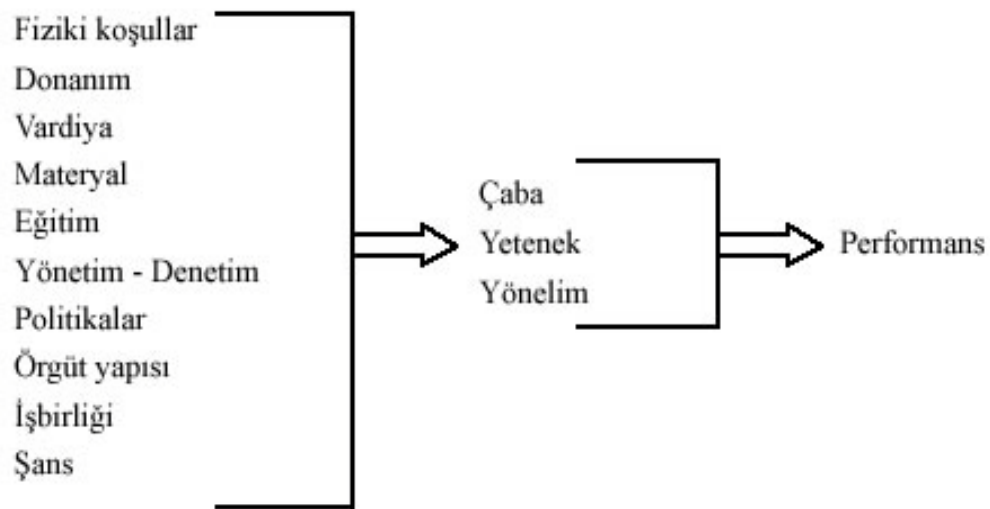 Fiziki koşullar
Donanım
Vardiya
Materyal
Eğitim
Yönetim - Denetim
Politikalar
Örgüt yapısı
İşbirliği
Şans
Çaba
Yetenek
Yönelim
Performans